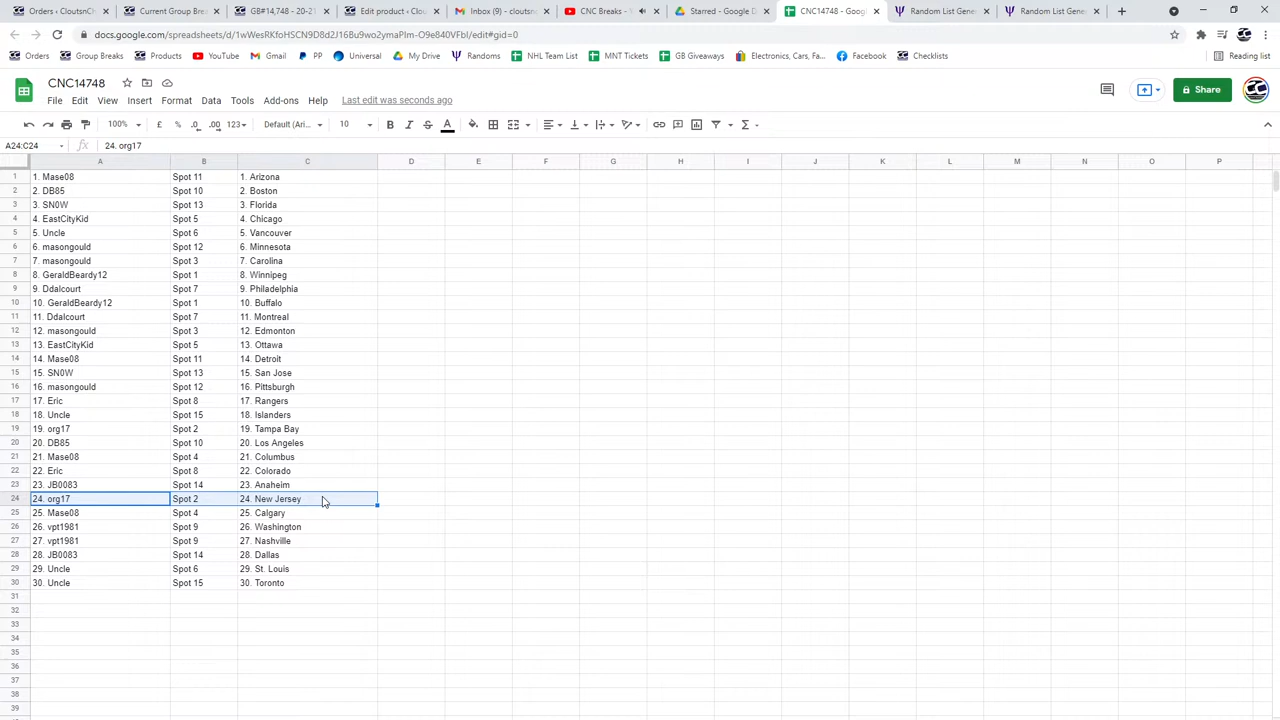 Orders ‹ CloutsnCh
Current Group Brea
GB#14,748 - 20-21
Edit product ‹ Clou
Inbox (9) - cloutsn
CNC Breaks - 
Starred - Google D
CNC14748 - Googl
Random List Gene
Random List Gene
docs.google.com/spreadsheets/d/
Orders Group Breaks Products YouTube Gmail PP Universal My Drive Randoms NHL Team List MNT Tickets GB Giveaways Electronics, Cars, Fa... Facebook Checklists Reading list
CNC14748
File Edit View Insert Format Data Tools Add-ons Help Last edit was seconds ago
Share
100% £ % .0 .00 123 Default (Ari... 10
A24:C24 fx 24. org17
A B C D E F G H I J K L M N O P
1 1. Mase08 Spot 11 1. Arizona
2 2. DB85 Spot 10 2. Boston
3 3. SN0W Spot 13 3. Florida
4 4. EastCityKid Spot 5 4. Chicago
5 5. Uncle Spot 6 5. Vancouver
6 6. masongould Spot 12 6. Minnesota
7 7. masongould Spot 3 7. Carolina
8 8. GeraldBeardy12 Spot 1 8. Winnipeg
9 9. Ddalcourt Spot 7 9. Philadelphia
10 10. GeraldBeardy12 Spot 1 10. Buffalo
11 11. Ddalcourt Spot 7 11. Montreal
12 12. masongould Spot 3 12. Edmonton
13 13. EastCityKid Spot 5 13. Ottawa
14 14. Mase08 Spot 11 14. Detroit
15 15. SN0W Spot 13 15. San Jose
16 16. masongould Spot 12 16. Pittsburgh
17 17. Eric Spot 8 17. Rangers
18 18. Uncle Spot 15 18. Islanders
19 19. org17 Spot 2 19. Tampa Bay
20 20. DB85 Spot 10 20. Los Angeles
21 21. Mase08 Spot 4 21. Columbus
22 22. Eric Spot 8 22. Colorado
23 23. JB0083 Spot 14 23. Anaheim
24 24. org17 Spot 2 24. New Jersey
25 25. Mase08 Spot 4 25. Calgary
26 26. vpt1981 Spot 9 26. Washington
27 27. vpt1981 Spot 9 27. Nashville
28 28. JB0083 Spot 14 28. Dallas
29 29. Uncle Spot 6 29. St. Louis
30 30. Uncle Spot 15 30. Toronto
31
32
33
34
35
36
37
38
39